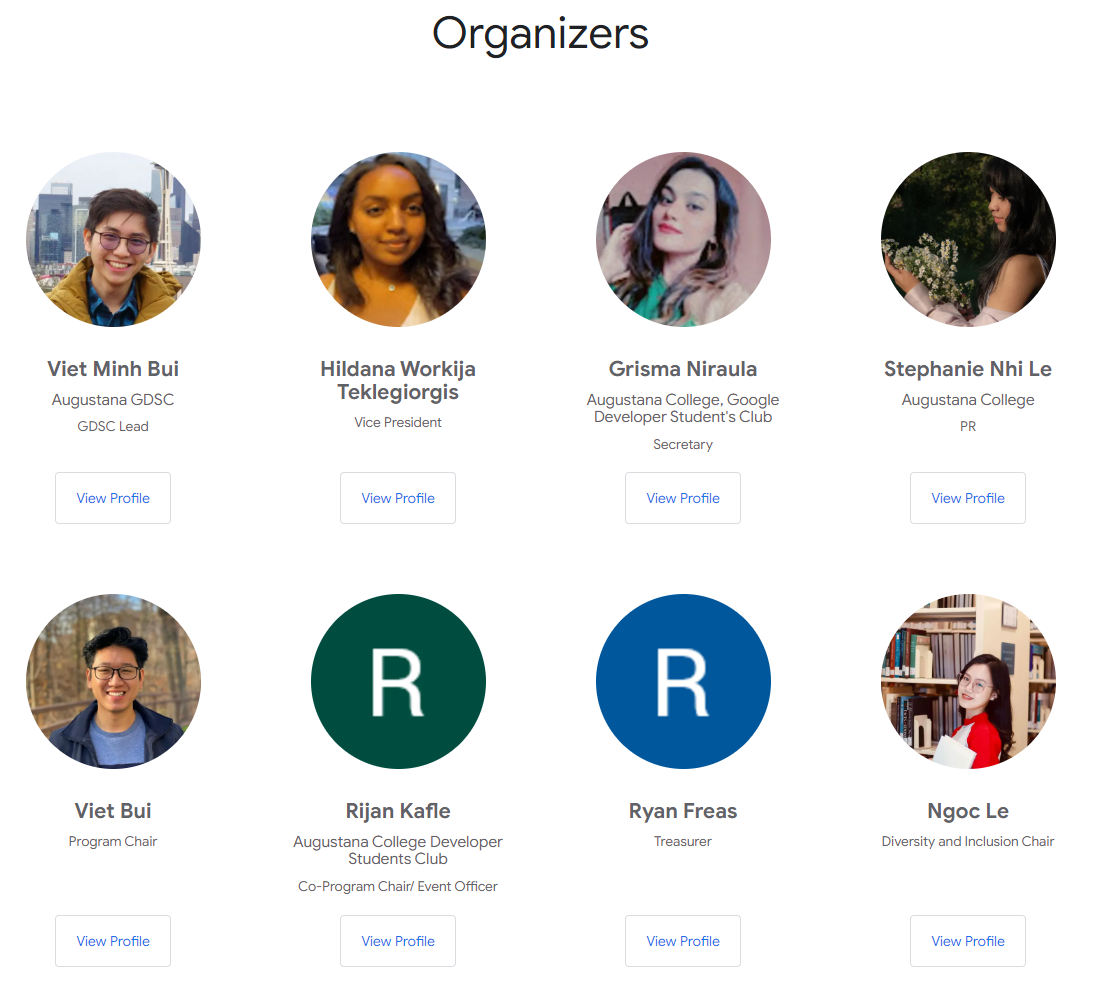 Organizers
Viet Minh Bui
Augustana GDSC
GDSC Lead
View Profile
Hildana Workija
Teklegiorgis
Vice President
View Profile
Grisma Niraula
Augustana College, Google
Developer Student's Club
Secretary
View Profile
Stephanie Nhi Le
Augustana College
PR
View Profile
Viet Bui
Program Chair
View Profile
R
Rijan Kafle
Augustana College Developer
Students Club
Co-Program Chair/ Event Officer
View Profile
R
Ryan Freas
Treasurer
View Profile
Ngoc Le
Diversity and Inclusion Chair
View Profile